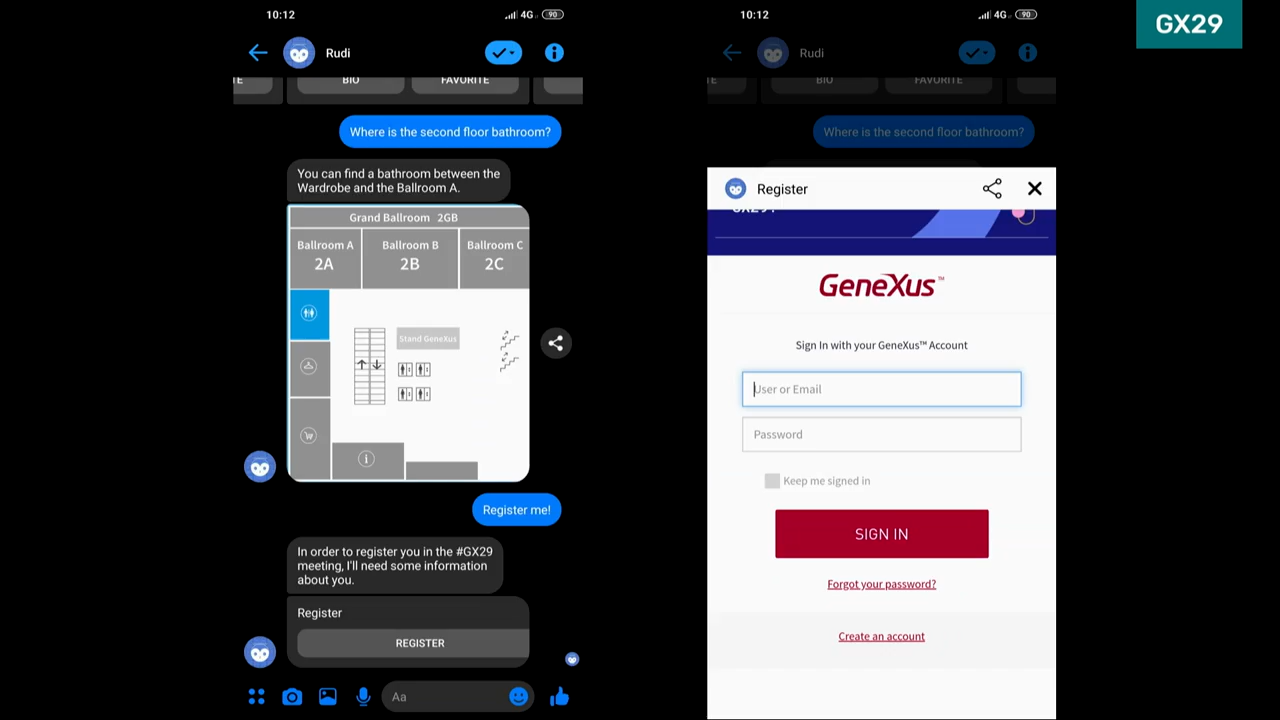 10:12
4G
90
Rudi
TE
BIO
FAVORITE
Where is the second floor bathroom?
You can find a bathroom between the
Wardrobe and the Ballroom A.
Grand Ballroom 2GB
Ballroom A
2A
Ballroom B
2B
Ballroom C
2C
Stand GeneXus
Register me!
In order to register you in the #GX29
meeting, I'll need some information
about you.
Register
REGISTER
Aa
10:12
4G
90
Rudi
TE
BIO
FAVORITE
Where is the second floor bathroom?
Register
GX29!
GeneXus™
Sign In with your GeneXus™ Account
User or Email
Password
Keep me signed in
SIGN IN
Forgot your password?
Create an account
GX29